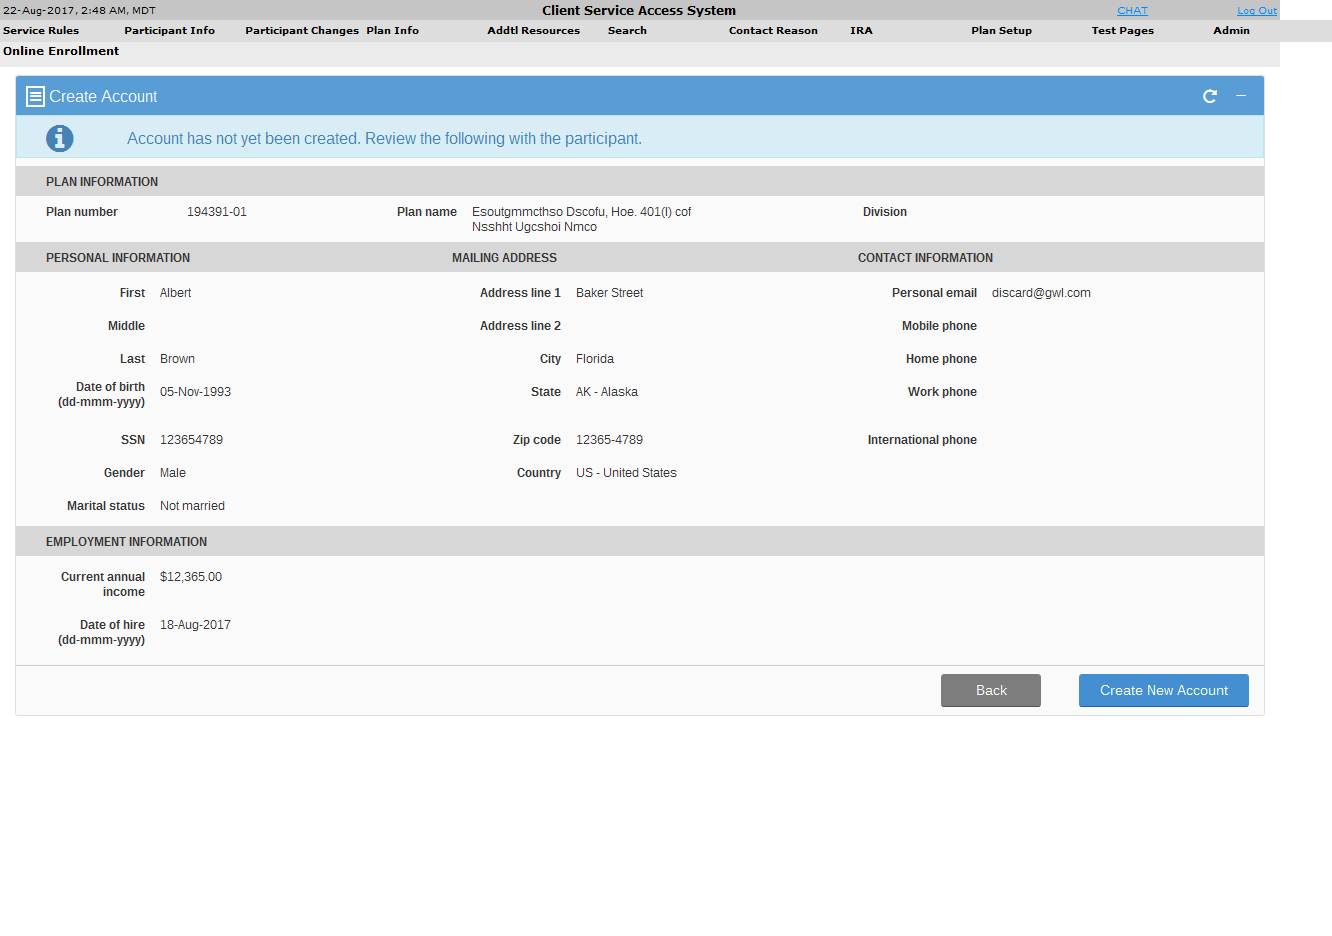 22-Aug-2017, 2:48 AM, MDT Client Service Access System CHAT Log Out
Service Rules Participant Info Participant Changes Plan Info Addtl Resources Search Contact Reason IRA Plan Setup Test Pages Admin
Online Enrollment
Create Account
Account has not yet been created. Review the following with the participant.
PLAN INFORMATION
Plan number 194391-01 Plan name Esoutgmmcthso Dscofu, Hoe. 401(l) cof Division
Nsshht Ugcshoi Nmco
PERSONAL INFORMATION MAILING ADDRESS CONTACT INFORMATION
First Albert Address line 1 Baker Street Personal email discard@gwl.com
Middle Address line 2 Mobile phone
Last Brown City Florida Home phone
Date of birth
(dd-mmm-yyyy) 05-Nov-1993 State AK - Alaska Work phone
SSN 123654789 Zip code 12365-4789 International phone
Gender Male Country US - United States
Marital status Not married
EMPLOYMENT INFORMATION
Current annual $12,365.00
income
Date of hire 18-Aug-2017
(dd-mmm-yyyy)
Back Create New Account